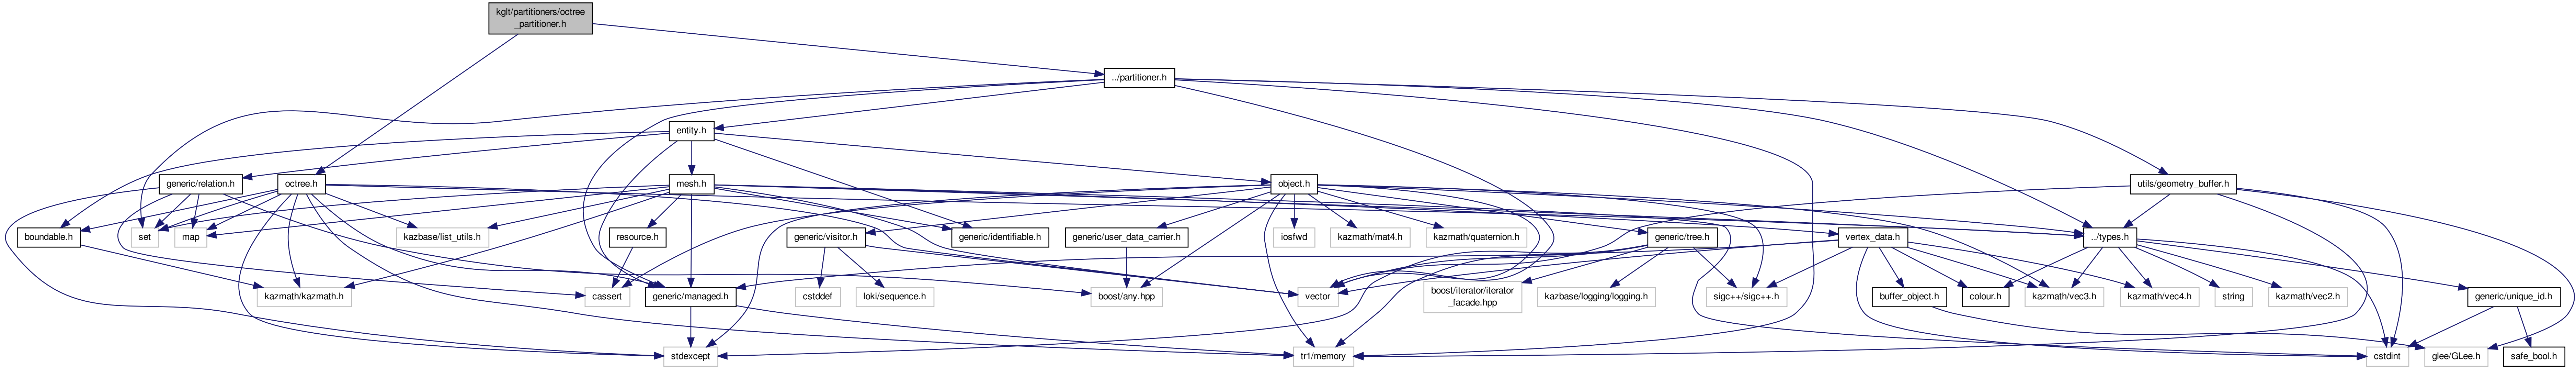 kglt/partitioners/octree
_partitioner.h
../partitioner.h
entity.h
generic/relation.h
octree.h
mesh.h
object.h
utils/geometry_buffer.h
boundable.h
set
map
kazbase/list_utils.h
resource.h
generic/visitor.h
generic/identifiable.h
generic/user_data_carrier.h
iosfwd
kazmath/mat4.h
kazmath/quaternion.h
generic/tree.h
vertex_data.h
../types.h
kazmath/kazmath.h
cassert
generic/managed.h
cstddef
loki/sequence.h
boost/any.hpp
vector
boost/iterator/iterator
_facade.hpp
kazbase/logging/logging.h
sigc++/sigc++.h
buffer_object.h
colour.h
kazmath/vec3.h
kazmath/vec4.h
string
kazmath/vec2.h
generic/unique_id.h
stdexcept
tr1/memory
cstdint
glee/GLee.h
safe_bool.h